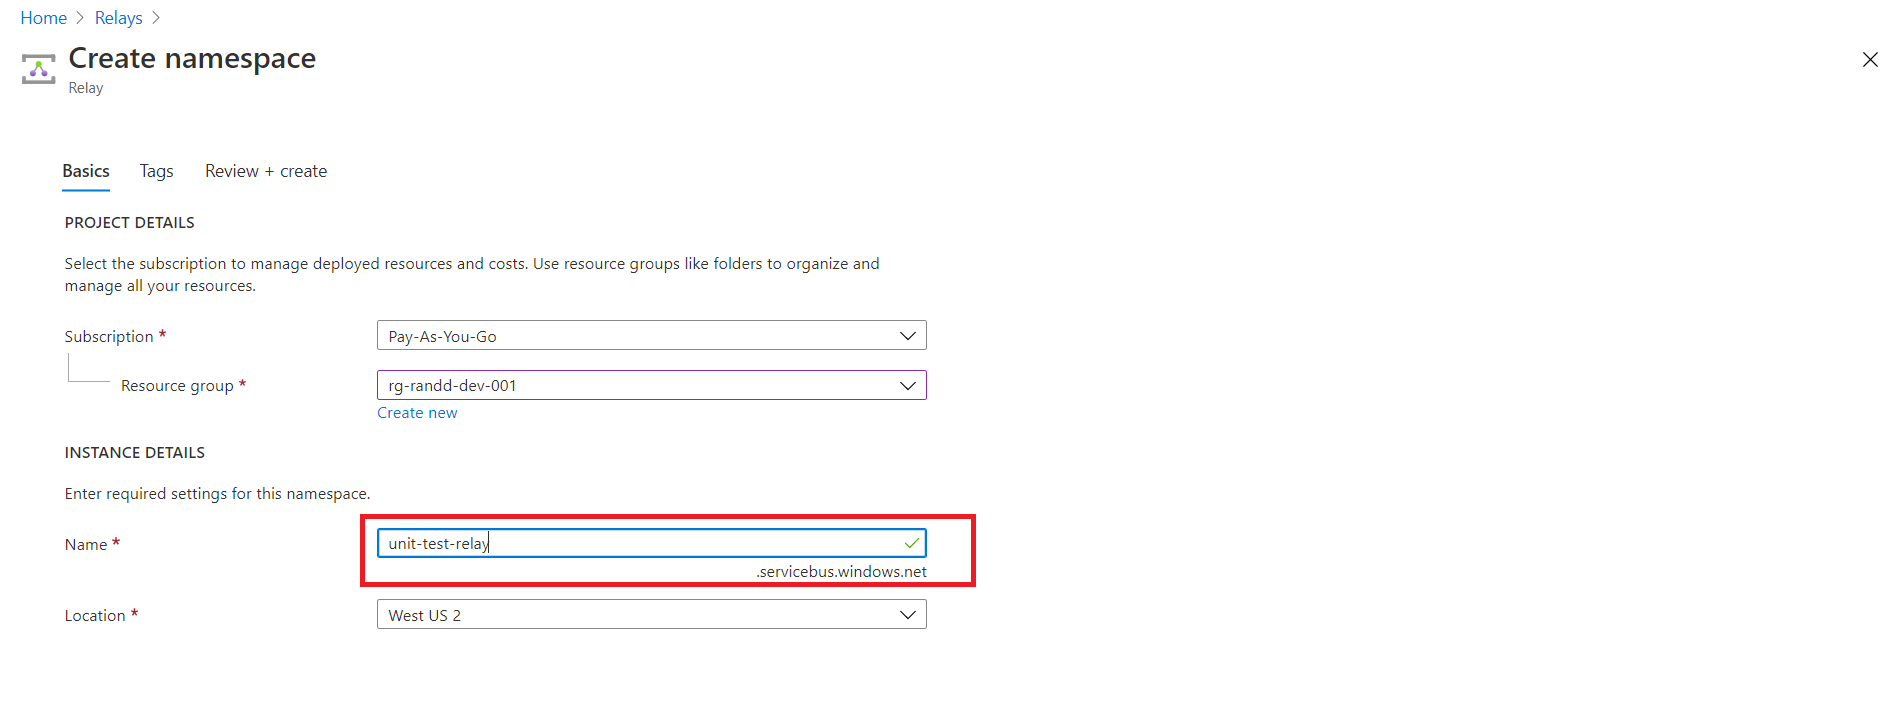 Home > Relays >
Create namespace
Relay
Basics Tags Review + create
PROJECT DETAILS
Select the subscription to manage deployed resources and costs. Use resource groups like folders to organize and
manage all your resources.
Subscription * Pay-As-You-Go
Resource group * rg-randd-dev-001
Create new
INSTANCE DETAILS
Enter required settings for this namespace.
Name * unit-test-relay
.servicebus.windows.net
Location * West US 2